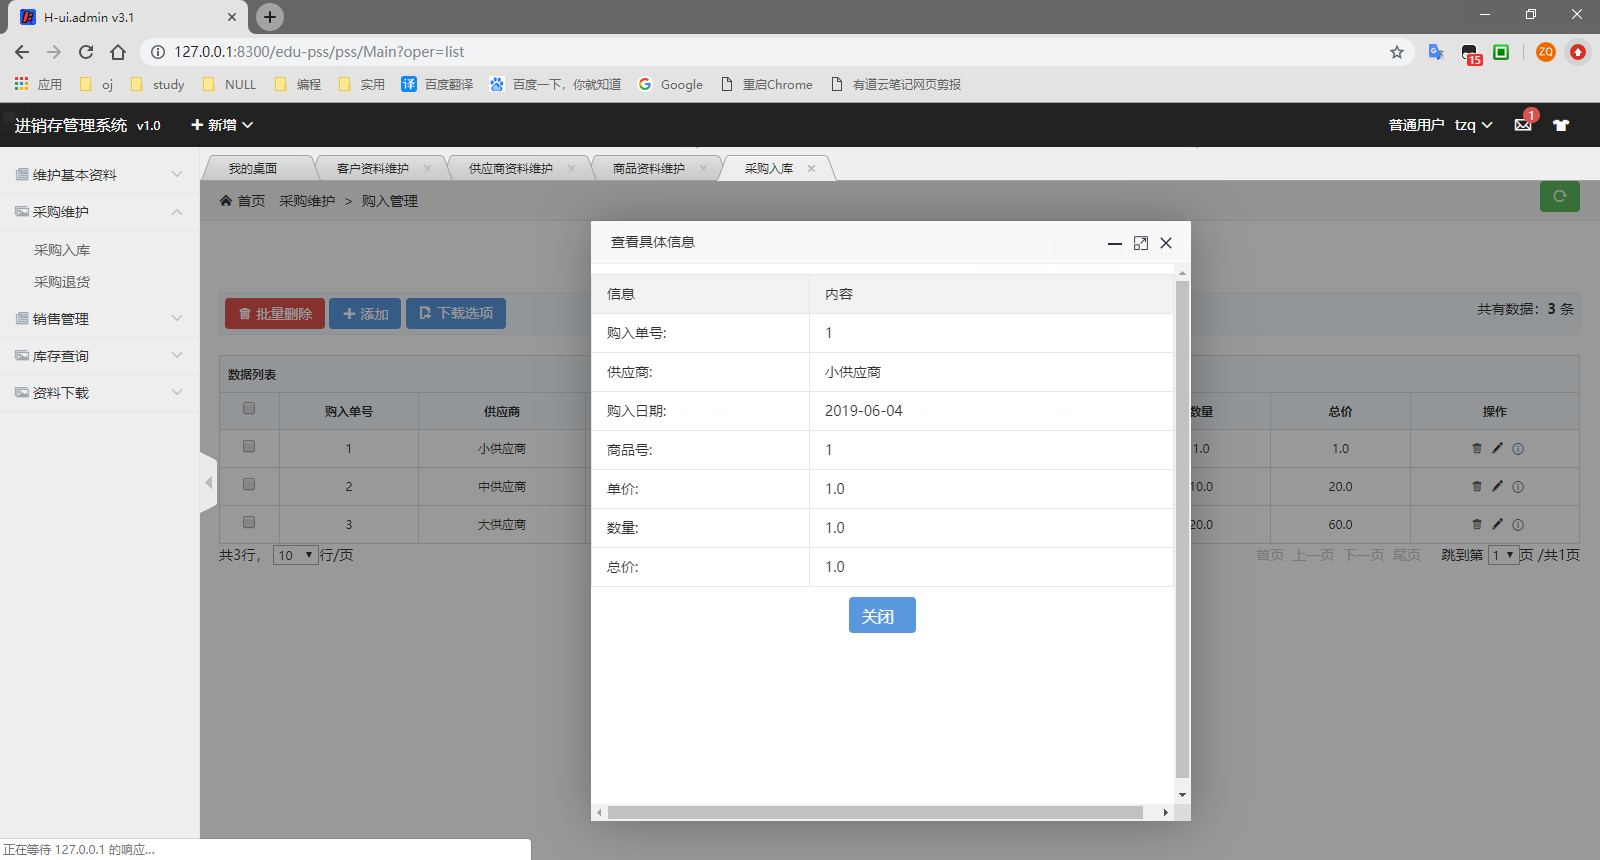 H-ui.admin v3.1
127.0.0.1:8300/edu-pss/pss/Main?oper=list
15
ZQ
应用 oj study NULL 编程 实用 译 百度翻译 百度一下，你就知道 Google 重启Chrome 有道云笔记网页剪报
进销存管理系统 v1.0 新增 普通用户 tzq 1
维护基本资料
采购维护
采购入库
采购退货
销售管理
库存查询
资料下载
我的桌面 客户资料维护 供应商资料维护 商品资料维护 采购入库
首页 采购维护 > 购入管理
批量删除 添加 下载选项 共有数据：3 条
数据列表
购入单号 供应商 数量 总价 操作
1 小供应商 1.0 1.0
2 中供应商 10.0 20.0
3 大供应商 20.0 60.0
共3行， 10 行/页 首页 上一页 下一页 尾页 跳到第 1 页 /共1页
查看具体信息
信息 内容
购入单号: 1
供应商: 小供应商
购入日期: 2019-06-04
商品号: 1
单价: 1.0
数量: 1.0
总价: 1.0
关闭
正在等待 127.0.0.1 的响应...